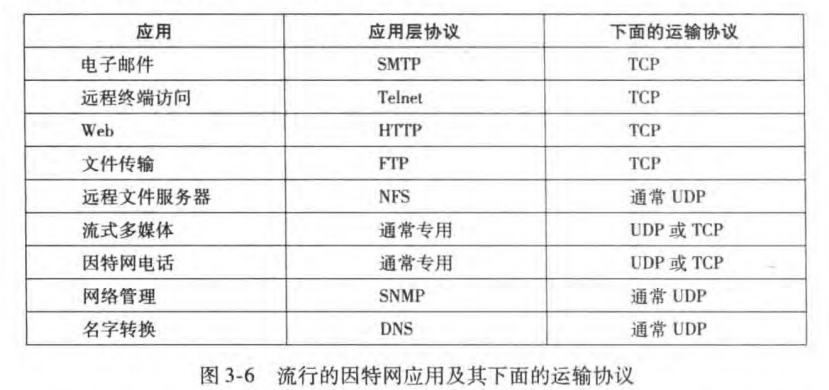 应用 应用层协议 下面的运输协议
电子邮件 SMTP TCP
远程终端访问 Telnet TCP
Web HTTP TCP
文件传输 FTP TCP
远程文件服务器 NFS 通常 UDP
流式多媒体 通常专用 UDP 或 TCP
因特网电话 通常专用 UDP 或 TCP
网络管理 SNMP 通常 UDP
名字转换 DNS 通常 UDP
图 3-6 流行的因特网应用及其下面的运输协议